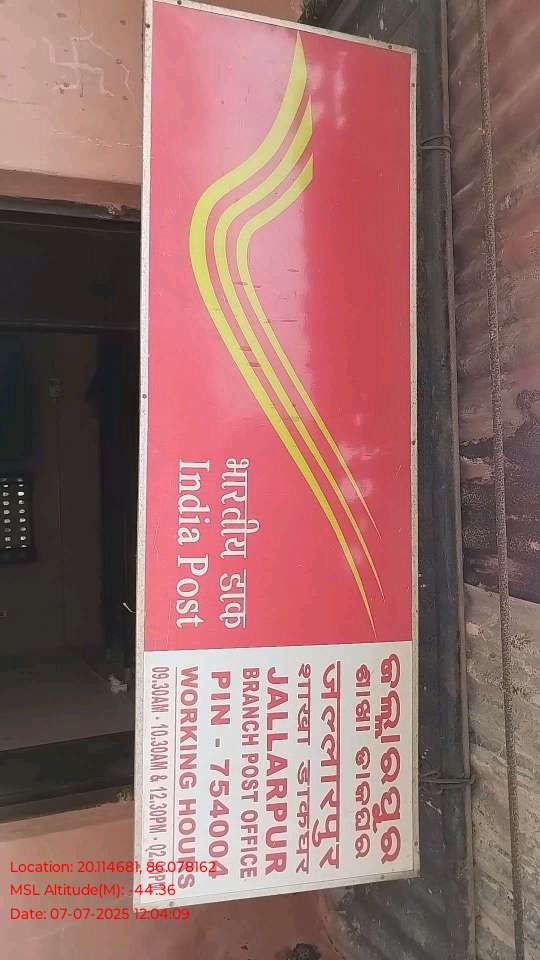 भारतीय डाक
India Post
ଜଲ୍ଲାରପୁର
ଶାଖା ଡାକଘର
जल्लारपुर
शाखा डाकघर
JALLARPUR
BRANCH POST OFFICE
PIN - 754004
WORKING HOURS
09.30AM - 10.30AM & 12.30PM -
Location: 20.114681, 86.078162
MSL Altitude(M): -44.36
Date: 07-07-2025 12:04:09